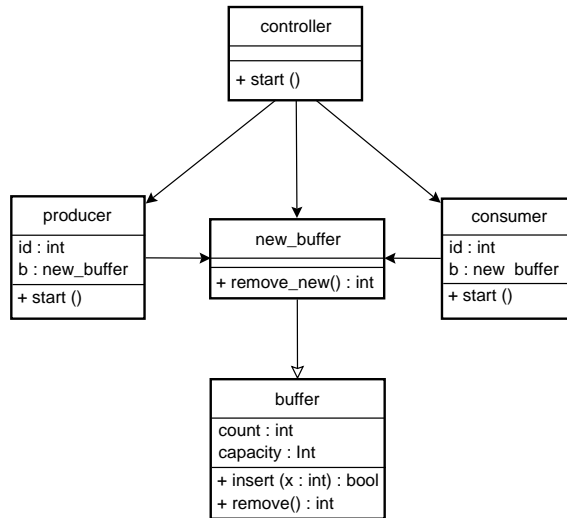 controller
+ start ()
producer
id : int
b : new_buffer
+ start ()
new_buffer
+ remove_new() : int
consumer
id : int
b : new buffer
+ start ()
buffer
count : int
capacity : Int
+ insert (x : int) : bool
+ remove() : int